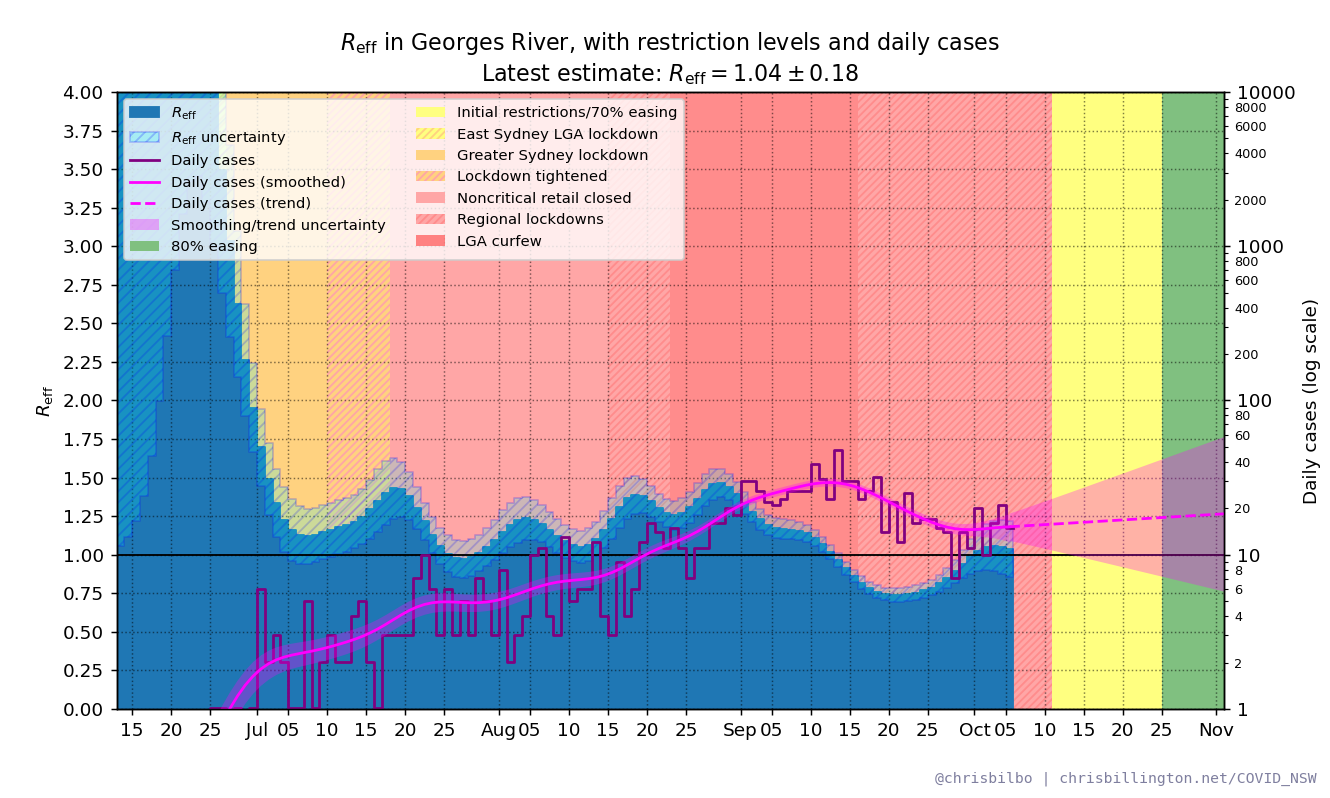 Reff in Georges River, with restriction levels and daily cases
Latest estimate: Reff = 1.04 ± 0.18
Reff
Reff uncertainty
Daily cases
Daily cases (smoothed)
Daily cases (trend)
Smoothing/trend uncertainty
80% easing
Initial restrictions/70% easing
East Sydney LGA lockdown
Greater Sydney lockdown
Lockdown tightened
Noncritical retail closed
Regional lockdowns
LGA curfew
4.00
3.75
3.50
3.25
3.00
2.75
2.50
2.25
2.00
1.75
1.50
1.25
1.00
0.75
0.50
0.25
0.00
Reff
10000
8000
6000
4000
2000
1000
800
600
400
200
100
80
60
40
20
10
8
6
4
2
1
Daily cases (log scale)
15 20 25 Jul 05 10 15 20 25 Aug 05 10 15 20 25 Sep 05 10 15 20 25 Oct 05 10 15 20 25 Nov
@chrisbilbo | chrisbillington.net/COVID_NSW